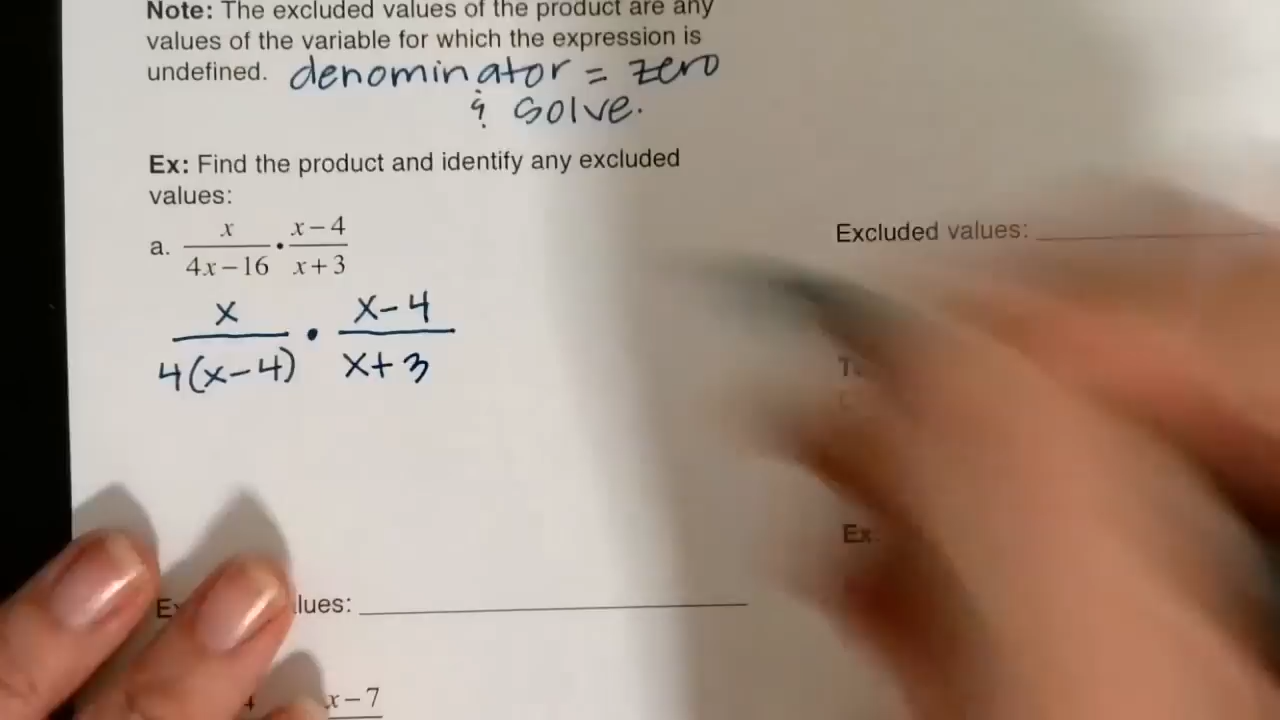 Note: The excluded values of the product are any
values of the variable for which the expression is
undefined. denominator = zero
& solve.
Ex: Find the product and identify any excluded
values:
a. x/(4x−16) • (x−4)/(x+3)
x/(4(x−4)) • (x−4)/(x+3)
lues:
x−7
Excluded values:
Ex